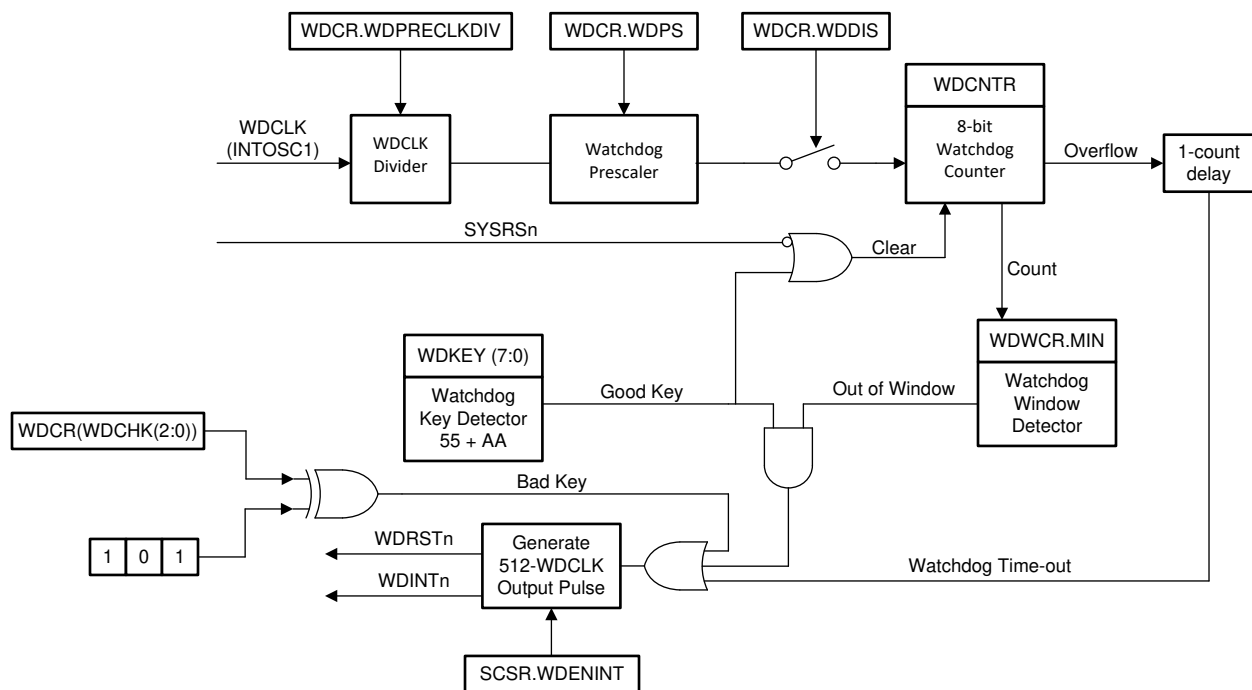 WDCR.WDPRECLKDIV
WDCR.WDPS
WDCR.WDDIS
WDCNTR
WDCLK
(INTOSC1)
WDCLK
Divider
Watchdog
Prescaler
8-bit
Watchdog
Counter
Overflow
1-count
delay
SYSRSn
Clear
Count
WDKEY (7:0)
Watchdog
Key Detector
55 + AA
Good Key
Out of Window
WDWCR.MIN
Watchdog
Window
Detector
WDCR(WDCHK(2:0))
Bad Key
1 0 1
WDRSTn
WDINTn
Generate
512-WDCLK
Output Pulse
Watchdog Time-out
SCSR.WDENINT